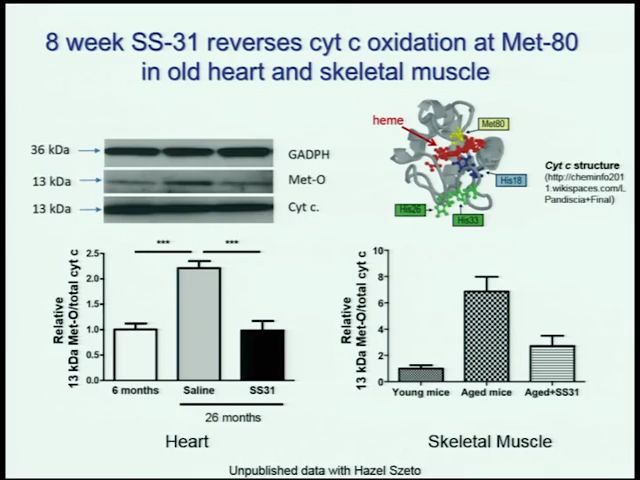 8 week SS-31 reverses cyt c oxidation at Met-80
in old heart and skeletal muscle
36 kDa
GADPH
13 kDa
Met-O
13 kDa
Cyt c.
heme
Met80
His18
His26
His33
Cyt c structure
(http://cheminfo201
1.wikispaces.com/L
Pandiscia+Final)
Relative
13 kDa Met-O/total cyt c
2.5
2.0
1.5
1.0
0.5
0.0
***
***
6 months
Saline
SS31
26 months
Heart
Relative
13 kDa Met-O/total cyt c
10
8
6
4
2
0
Young mice
Aged mice
Aged+SS31
Skeletal Muscle
Unpublished data with Hazel Szeto